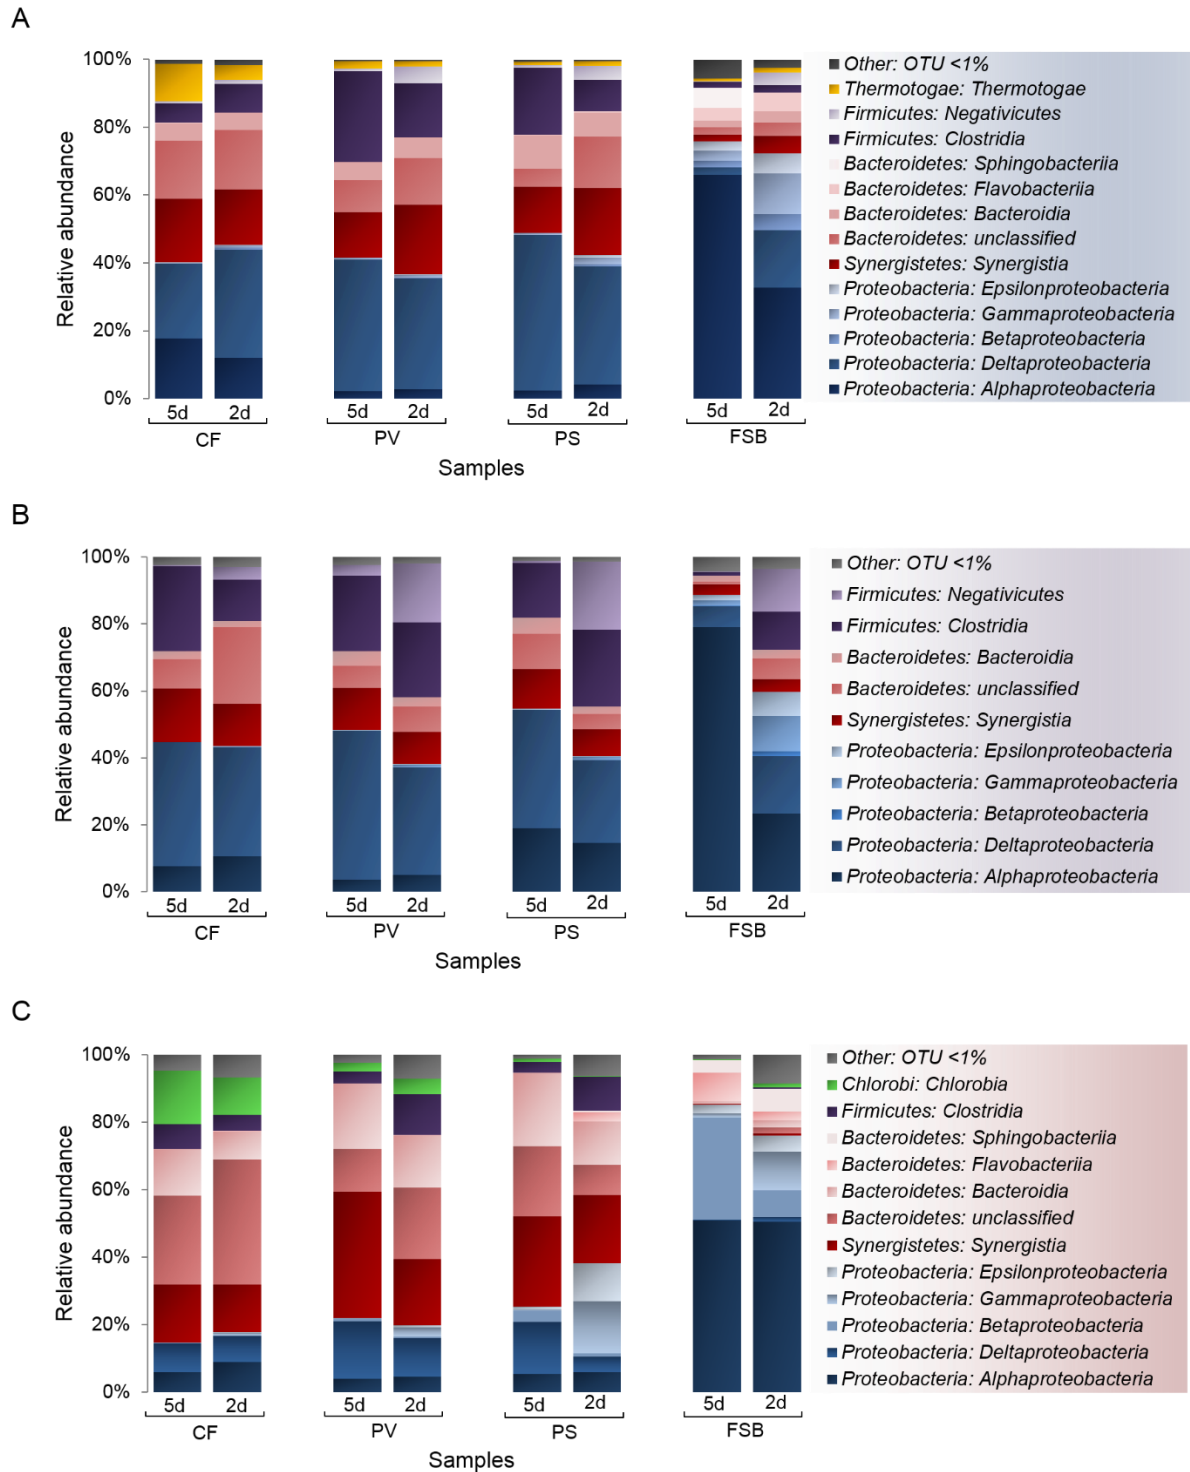 A
100%
80%
60%
40%
20%
0%
Relative abundance
5d 2d 5d 2d 5d 2d 5d 2d
CF PV PS FSB
Samples
Other: OTU <1%
Thermotogae: Thermotogae
Firmicutes: Negativicutes
Firmicutes: Clostridia
Bacteroidetes: Sphingobacteriia
Bacteroidetes: Flavobacteriia
Bacteroidetes: Bacteroidia
Bacteroidetes: unclassified
Synergistetes: Synergistia
Proteobacteria: Epsilonproteobacteria
Proteobacteria: Gammaproteobacteria
Proteobacteria: Betaproteobacteria
Proteobacteria: Deltaproteobacteria
Proteobacteria: Alphaproteobacteria
B
100%
80%
60%
40%
20%
0%
Relative abundance
5d 2d 5d 2d 5d 2d 5d 2d
CF PV PS FSB
Samples
Other: OTU <1%
Firmicutes: Negativicutes
Firmicutes: Clostridia
Bacteroidetes: Bacteroidia
Bacteroidetes: unclassified
Synergistetes: Synergistia
Proteobacteria: Epsilonproteobacteria
Proteobacteria: Gammaproteobacteria
Proteobacteria: Betaproteobacteria
Proteobacteria: Deltaproteobacteria
Proteobacteria: Alphaproteobacteria
C
100%
80%
60%
40%
20%
0%
Relative abundance
5d 2d 5d 2d 5d 2d 5d 2d
CF PV PS FSB
Samples
Other: OTU <1%
Chlorobi: Chlorobia
Firmicutes: Clostridia
Bacteroidetes: Sphingobacteriia
Bacteroidetes: Flavobacteriia
Bacteroidetes: Bacteroidia
Bacteroidetes: unclassified
Synergistetes: Synergistia
Proteobacteria: Epsilonproteobacteria
Proteobacteria: Gammaproteobacteria
Proteobacteria: Betaproteobacteria
Proteobacteria: Deltaproteobacteria
Proteobacteria: Alphaproteobacteria